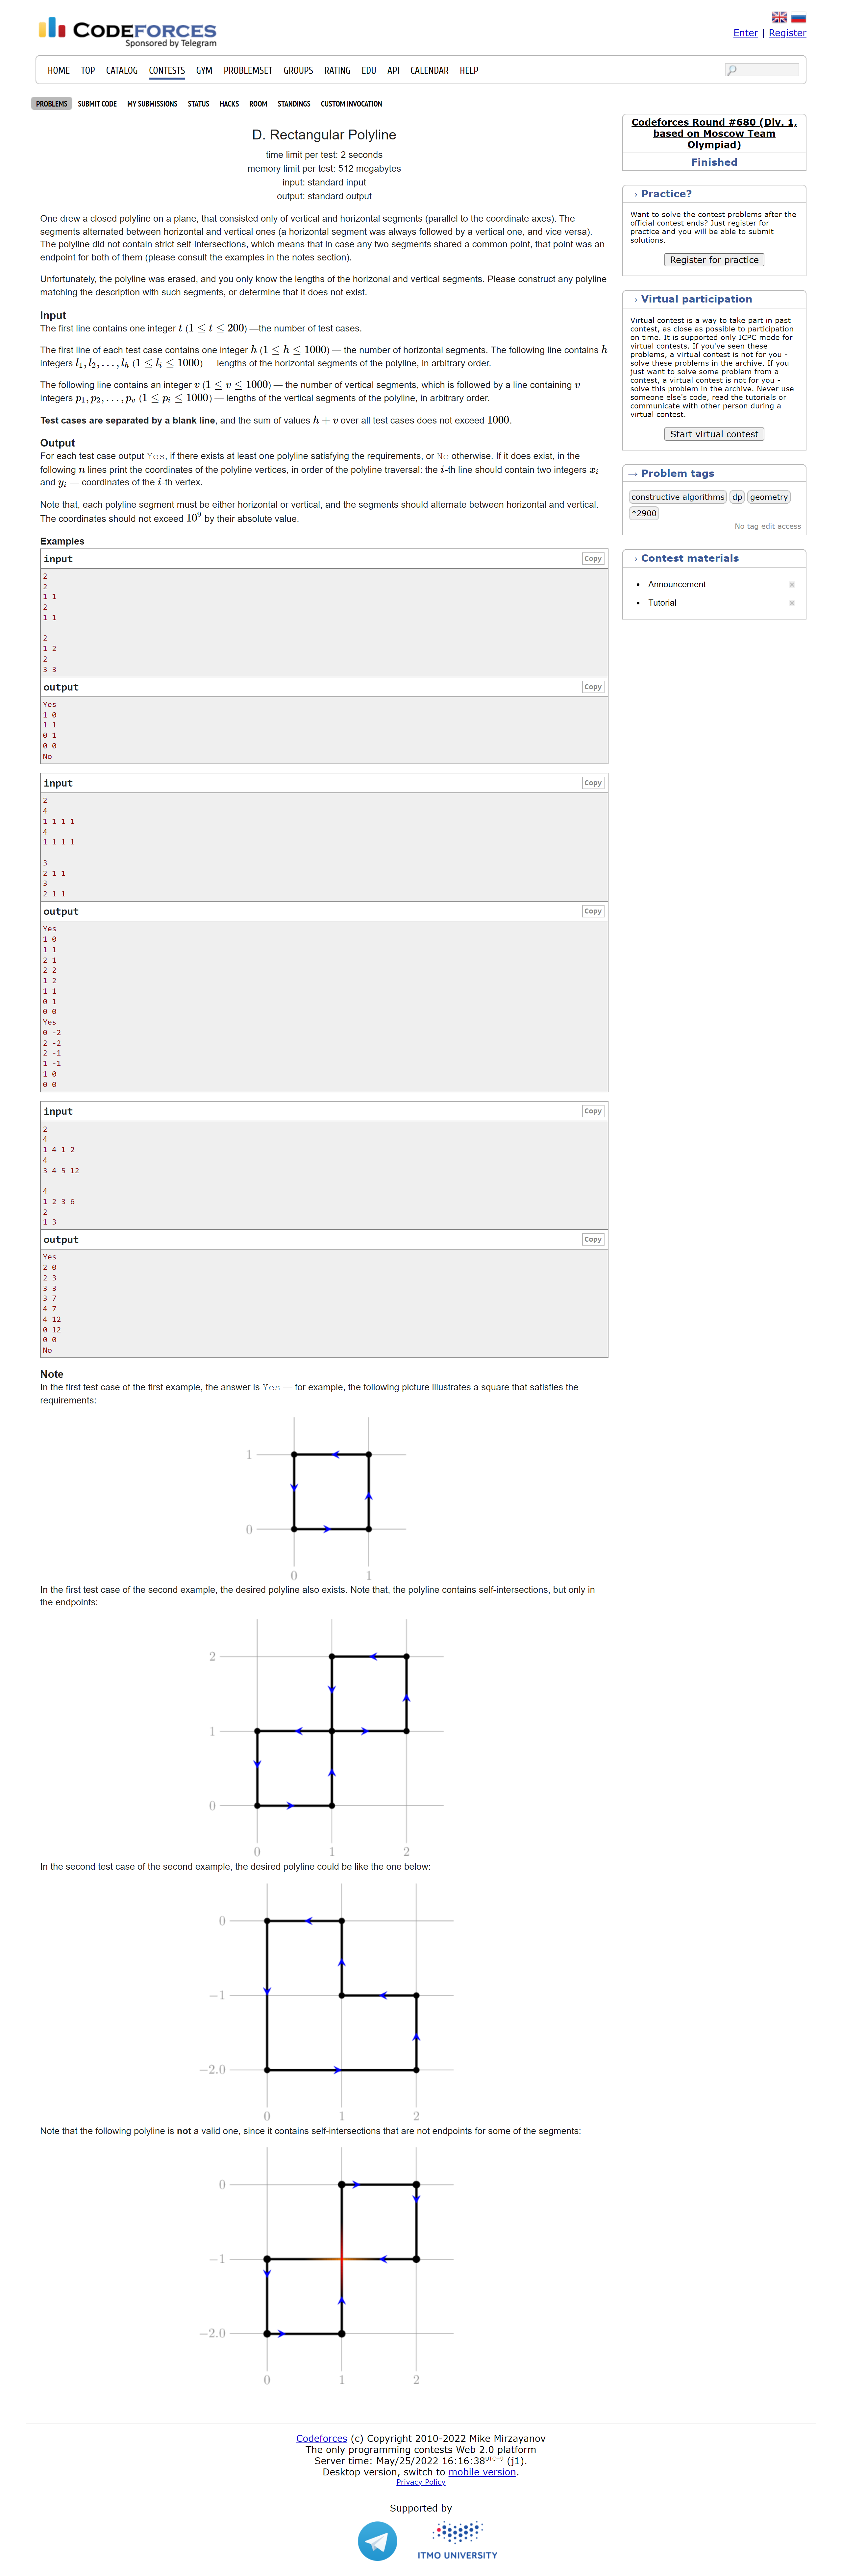 CODEFORCES
Sponsored by Telegram
Enter | Register
HOME TOP CATALOG CONTESTS GYM PROBLEMSET GROUPS RATING EDU API CALENDAR HELP
PROBLEMS SUBMIT CODE MY SUBMISSIONS STATUS HACKS ROOM STANDINGS CUSTOM INVOCATION
D. Rectangular Polyline
time limit per test: 2 seconds
memory limit per test: 512 megabytes
input: standard input
output: standard output
One drew a closed polyline on a plane, that consisted only of vertical and horizontal segments (parallel to the coordinate axes). The
segments alternated between horizontal and vertical ones (a horizontal segment was always followed by a vertical one, and vice versa).
The polyline did not contain strict self-intersections, which means that in case any two segments shared a common point, that point was an
endpoint for both of them (please consult the examples in the notes section).
Unfortunately, the polyline was erased, and you only know the lengths of the horizonal and vertical segments. Please construct any polyline
matching the description with such segments, or determine that it does not exist.
Input
The first line contains one integer t (1 ≤ t ≤ 200) —the number of test cases.
The first line of each test case contains one integer h (1 ≤ h ≤ 1000) — the number of horizontal segments. The following line contains h
integers l1, l2, . . . , lh (1 ≤ li ≤ 1000) — lengths of the horizontal segments of the polyline, in arbitrary order.
The following line contains an integer v (1 ≤ v ≤ 1000) — the number of vertical segments, which is followed by a line containing v
integers p1, p2, . . . , pv (1 ≤ pi ≤ 1000) — lengths of the vertical segments of the polyline, in arbitrary order.
Test cases are separated by a blank line, and the sum of values h + v over all test cases does not exceed 1000.
Output
For each test case output Yes, if there exists at least one polyline satisfying the requirements, or No otherwise. If it does exist, in the
following n lines print the coordinates of the polyline vertices, in order of the polyline traversal: the i-th line should contain two integers xi
and yi — coordinates of the i-th vertex.
Note that, each polyline segment must be either horizontal or vertical, and the segments should alternate between horizontal and vertical.
The coordinates should not exceed 10^9 by their absolute value.
Examples
input
Copy
2
2
1 1
2
1 1
2
1 2
2
3 3
output
Copy
Yes
1 0
1 1
0 1
0 0
No
input
Copy
2
4
1 1 1 1
4
1 1 1 1
3
2 1 1
3
2 1 1
output
Copy
Yes
1 0
1 1
2 1
2 2
1 2
1 1
0 1
0 0
Yes
0 -2
2 -2
2 -1
1 -1
1 0
0 0
input
Copy
2
4
1 4 1 2
4
3 4 5 12
4
1 2 3 6
2
1 3
output
Copy
Yes
2 0
2 3
3 3
3 7
4 7
4 12
0 12
0 0
No
Note
In the first test case of the first example, the answer is Yes — for example, the following picture illustrates a square that satisfies the
requirements:
1
0
0 1
In the first test case of the second example, the desired polyline also exists. Note that, the polyline contains self-intersections, but only in
the endpoints:
2
1
0
0 1 2
In the second test case of the second example, the desired polyline could be like the one below:
0
−1
−2.0
0 1 2
Note that the following polyline is not a valid one, since it contains self-intersections that are not endpoints for some of the segments:
0
−1
−2.0
0 1 2
Codeforces Round #680 (Div. 1,
based on Moscow Team
Olympiad)
Finished
→ Practice?
Want to solve the contest problems after the
official contest ends? Just register for
practice and you will be able to submit
solutions.
Register for practice
→ Virtual participation
Virtual contest is a way to take part in past
contest, as close as possible to participation
on time. It is supported only ICPC mode for
virtual contests. If you've seen these
problems, a virtual contest is not for you -
solve these problems in the archive. If you
just want to solve some problem from a
contest, a virtual contest is not for you -
solve this problem in the archive. Never use
someone else's code, read the tutorials or
communicate with other person during a
virtual contest.
Start virtual contest
→ Problem tags
constructive algorithms dp geometry
*2900
No tag edit access
→ Contest materials
Announcement
Tutorial
Codeforces (c) Copyright 2010-2022 Mike Mirzayanov
The only programming contests Web 2.0 platform
Server time: May/25/2022 16:16:38UTC+9 (j1).
Desktop version, switch to mobile version.
Privacy Policy
Supported by
ITMO UNIVERSITY